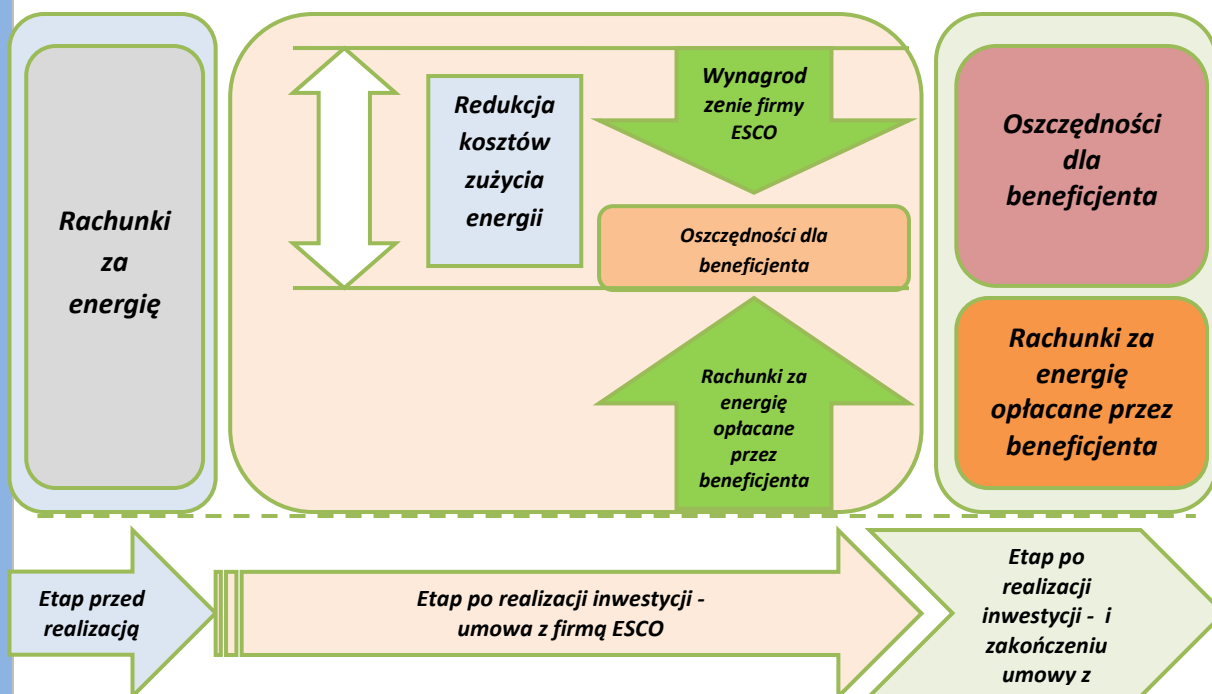 Rachunki
za
energię
Redukcja
kosztów
zużycia
energii
Wynagrod
zenie firmy
ESCO
Oszczędności dla
beneficjenta
Rachunki za
energię
opłacane
przez
beneficjenta
Oszczędności
dla
beneficjenta
Rachunki za
energię
opłacane przez
beneficjenta
Etap przed
realizacją
Etap po realizacji inwestycji -
umowa z firmą ESCO
Etap po
realizacji
inwestycji - i
zakończeniu
umowy z